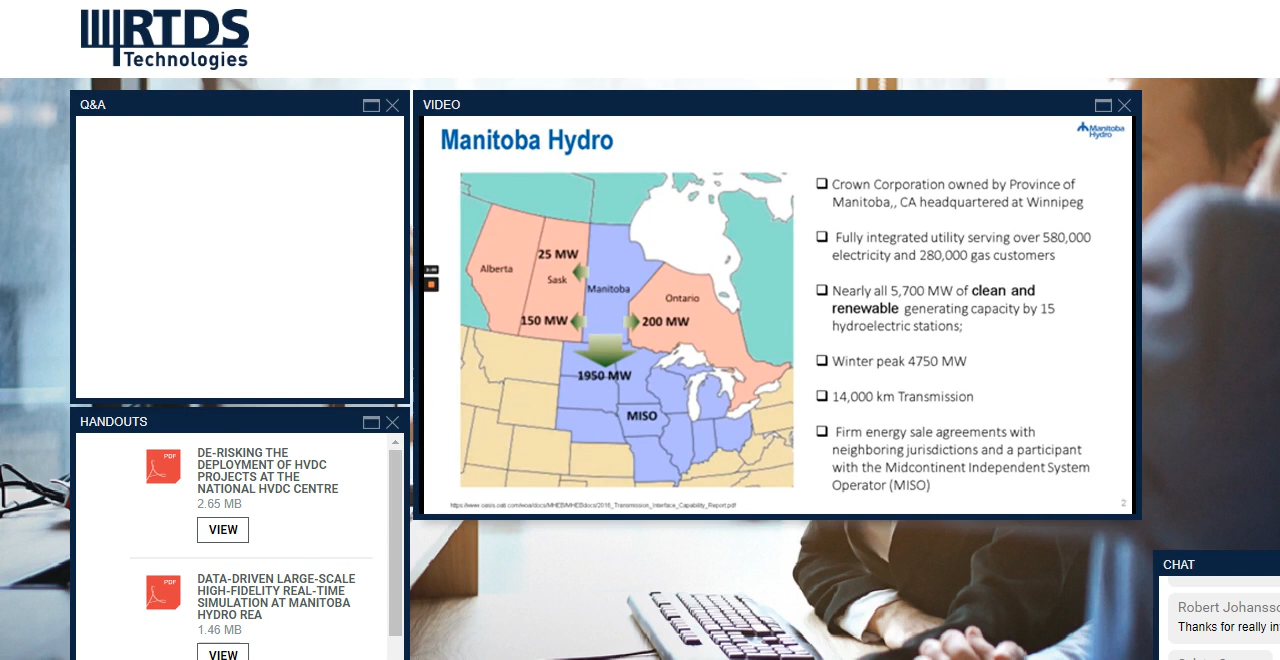 RTDS
Technologies
Q&A
VIDEO
Manitoba Hydro
Manitoba
Hydro
Alberta
25 MW
Sask
Manitoba
Ontario
150 MW
200 MW
1950 MW
MISO
❑ Crown Corporation owned by Province of
Manitoba,, CA headquartered at Winnipeg
❑ Fully integrated utility serving over 580,000
electricity and 280,000 gas customers
❑ Nearly all 5,700 MW of clean and
renewable generating capacity by 15
hydroelectric stations;
❑ Winter peak 4750 MW
❑ 14,000 km Transmission
❑ Firm energy sale agreements with
neighboring jurisdictions and a participant
with the Midcontinent Independent System
Operator (MISO)
2
HANDOUTS
PDF
DE-RISKING THE
DEPLOYMENT OF HVDC
PROJECTS AT THE
NATIONAL HVDC CENTRE
2.65 MB
VIEW
PDF
DATA-DRIVEN LARGE-SCALE
HIGH-FIDELITY REAL-TIME
SIMULATION AT MANITOBA
HYDRO REA
1.46 MB
VIEW
CHAT
Robert Johansso
Thanks for really in